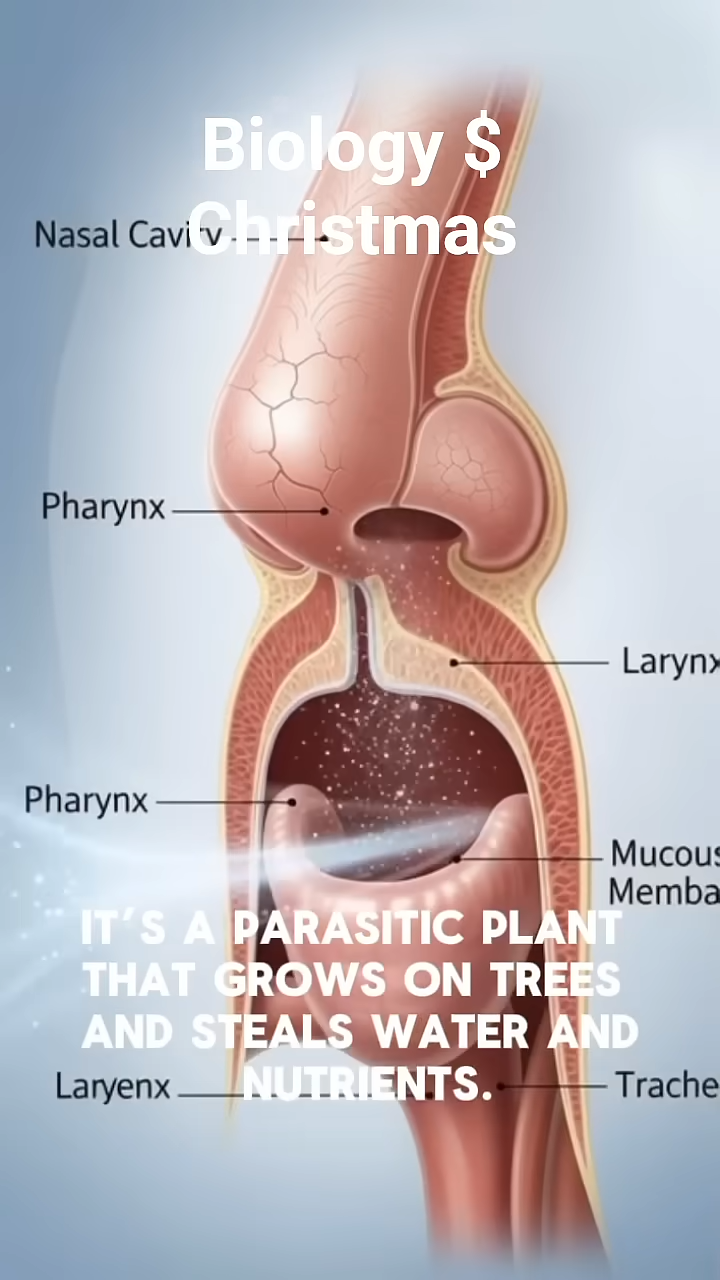 Biology $
Christmas
Nasal Cavity
Pharynx
Larynx
Pharynx
Mucous
Memba
IT'S A PARASITIC PLANT
THAT GROWS ON TREES
AND STEALS WATER AND
NUTRIENTS.
Laryenx
Trache